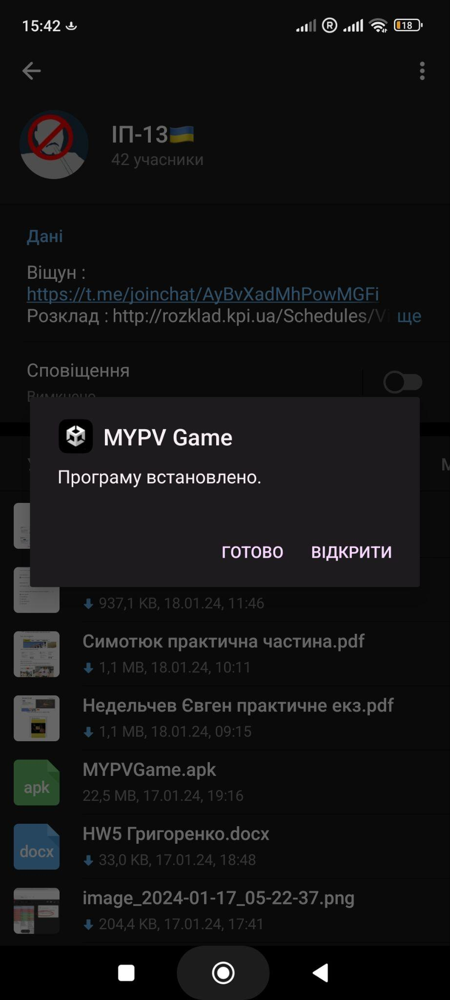 15:42
R
18
ІП-13🇺🇦
42 учасники
Дані
Віщун :
https://t.me/joinchat/AyBvXadMhPowMGFi
Розклад : http://rozklad.kpi.ua/Schedules/Vi ще
Сповіщення
Вимкнено
MYPV Game
Програму встановлено.
ГОТОВО ВІДКРИТИ
937,1 KB, 18.01.24, 11:46
Симотюк практична частина.pdf
1,1 MB, 18.01.24, 10:11
Недельчев Євген практичне екз.pdf
1,1 MB, 18.01.24, 09:15
MYPVGame.apk
apk
22,5 MB, 17.01.24, 19:16
HW5 Григоренко.docx
docx
33,0 KB, 17.01.24, 18:48
image_2024-01-17_05-22-37.png
204,4 KB, 17.01.24, 17:41